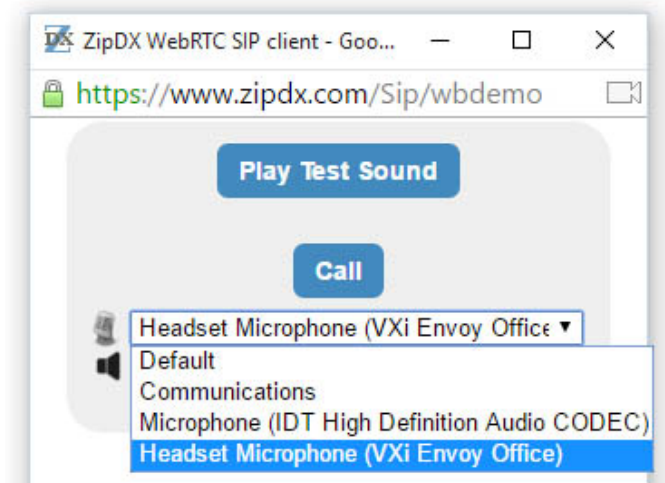 ZipDX WebRTC SIP client - Goo...
https://www.zipdx.com/Sip/wbdemo
Play Test Sound
Call
Headset Microphone (VXi Envoy Office
Default
Communications
Microphone (IDT High Definition Audio CODEC)
Headset Microphone (VXi Envoy Office)